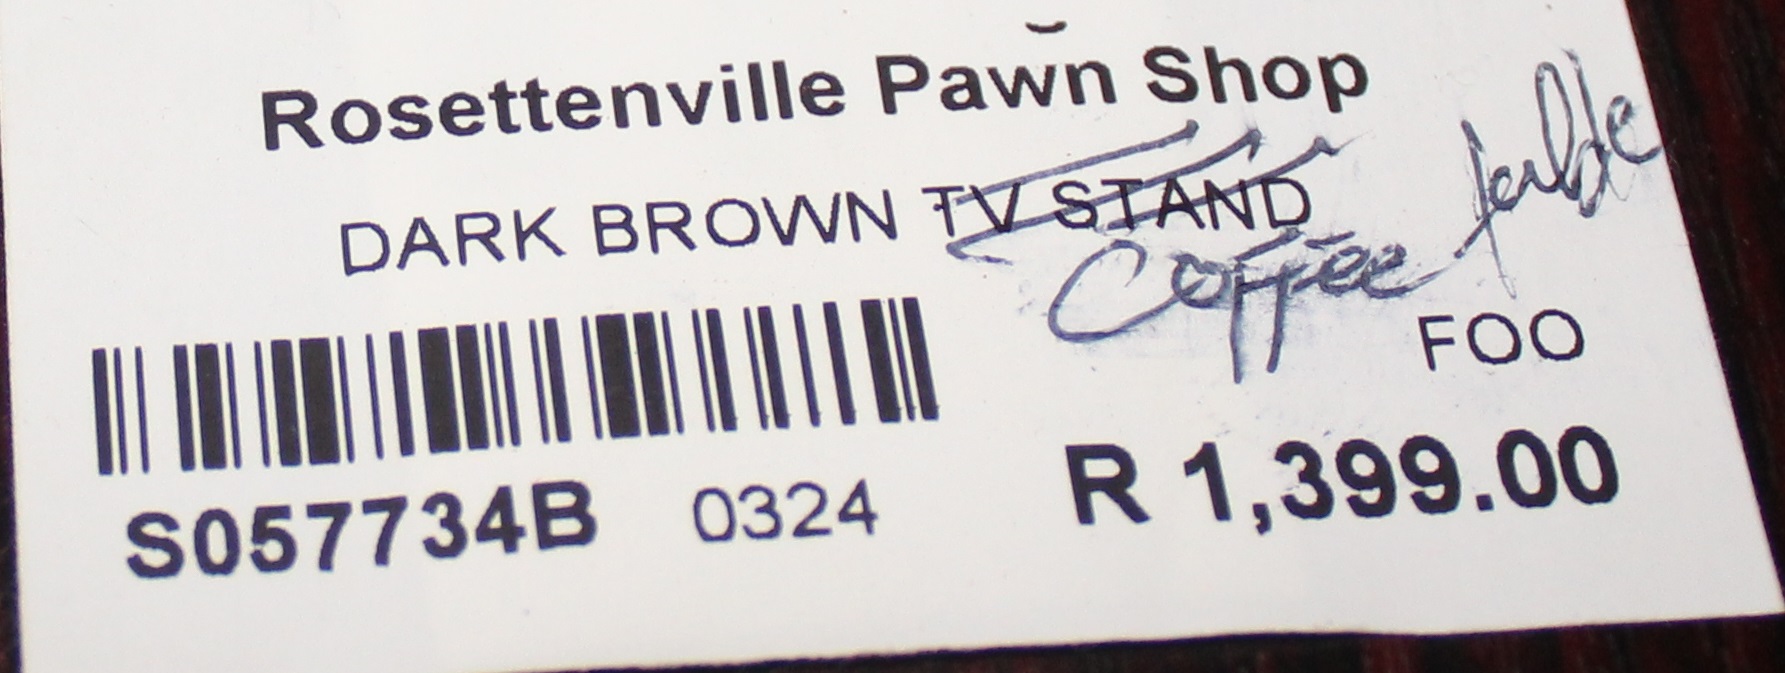 Rosettenville Pawn Shop
DARK BROWN TV STAND
Coffee table
FOO
S057734B 0324 R 1,399.00